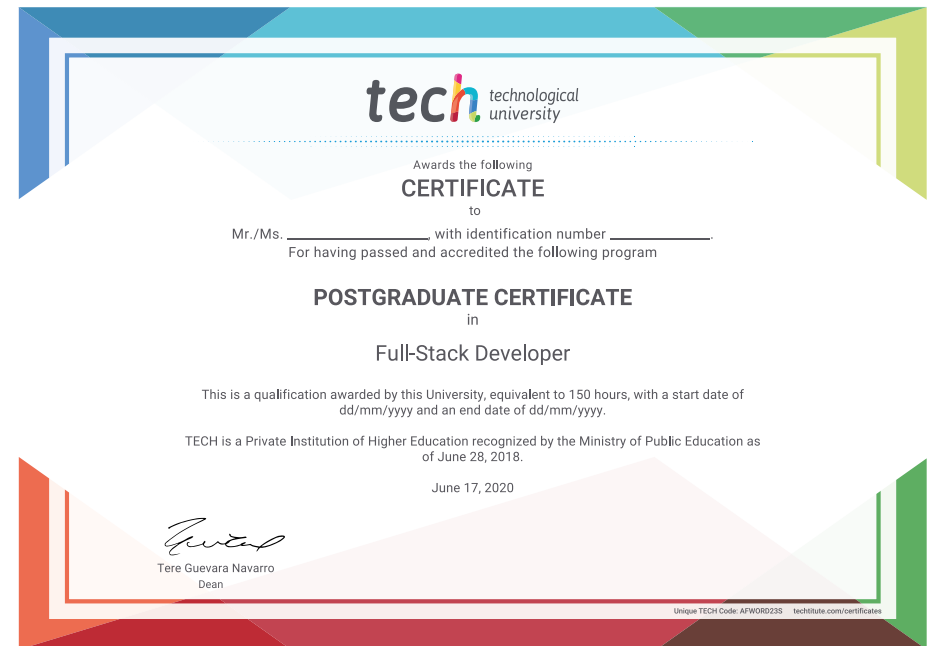 tech technological
university
Awards the following
CERTIFICATE
to
Mr./Ms. ____________________, with identification number ______________.
For having passed and accredited the following program
POSTGRADUATE CERTIFICATE
in
Full-Stack Developer
This is a qualification awarded by this University, equivalent to 150 hours, with a start date of
dd/mm/yyyy and an end date of dd/mm/yyyy.
TECH is a Private Institution of Higher Education recognized by the Ministry of Public Education as
of June 28, 2018.
June 17, 2020
Tere Guevara Navarro
Dean
Unique TECH Code: AFWORD23S techtitute.com/certificates